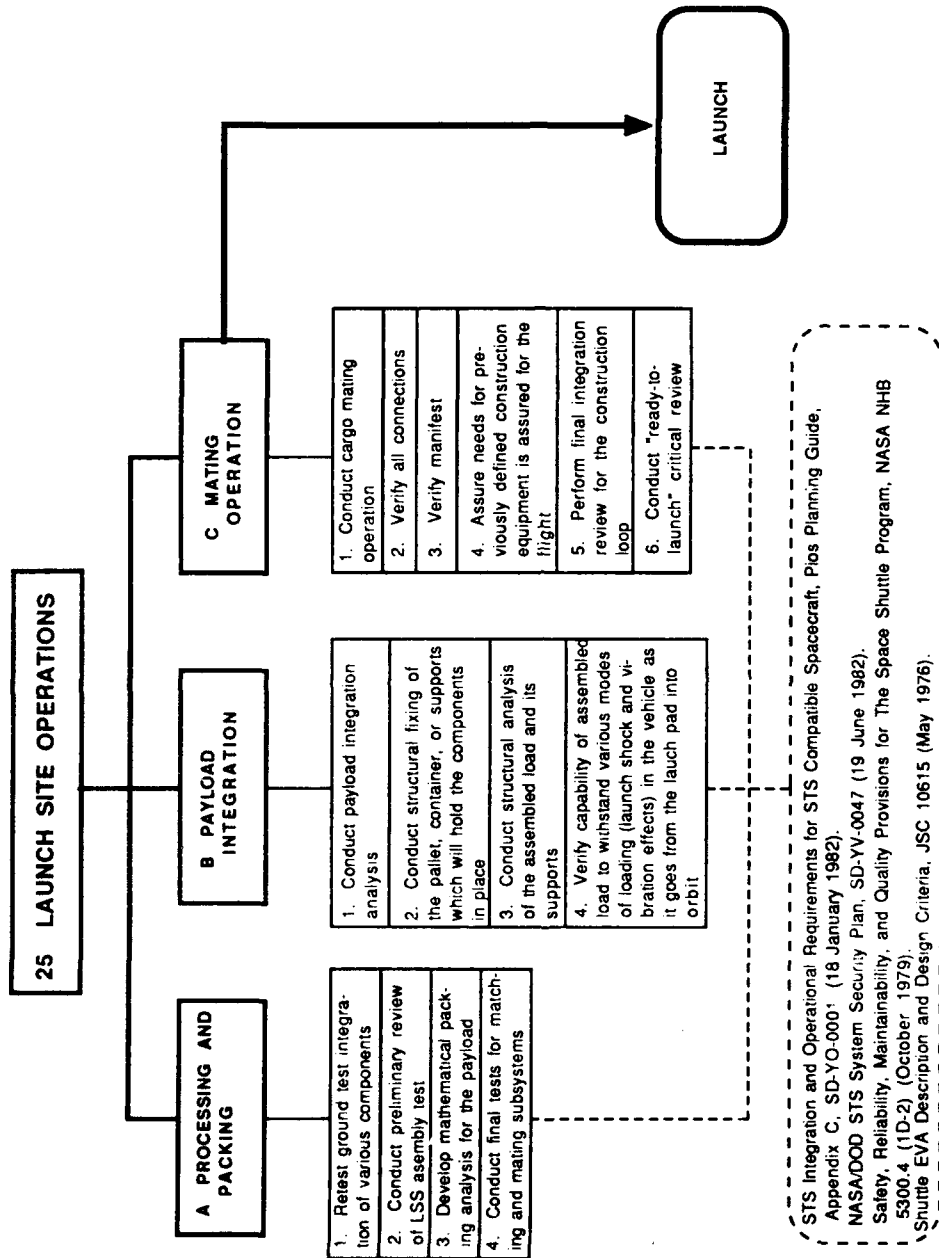 25 LAUNCH SITE OPERATIONS
A PROCESSING AND
PACKING
1. Retest ground test integra-
tion of various components
2. Conduct preliminary review
of LSS asembly test
3. Develop mathematical pack-
ing analysis for the payload
4. Conduct final tests for match-
ing and mating subsystems
B PAYLOAD
INTEGRATION
1. Conduct payload integration
analysis
2. Conduct structural fixing of
the pallet, container, or supports
which will hold the components
in place
3. Conduct structural analysis
of the assembled load and its
supports
4. Verify capability of assembled
load to withstand various modes
of loading (launch shock and vi-
bration effects) in the vehicle as
it goes from the lauch pad into
orbit
C MATING
OPERATION
1. Conduct cargo mating
operation
2. Verify all connections
3. Verify manifest
4. Assure needs for pre-
viously defined construction
equipment is assured for the
flight
5. Perform final integration
review for the construction
loop
6. Conduct "ready-to-
launch" critical review
LAUNCH
STS Integration and Operational Requirements for STS Compatible Spacecraft, Plos Planning Guide,
Appendix C, SD-YO-0001 (18 January 1982).
NASA/DOD STS System Security Plan, SD-YV-0047 (19 June 1982).
Safety, Reliability, Maintainability, and Quality Provisions for The Space Shuttle Program, NASA NHB
5300.4 (1D-2) (October 1979).
Shuttle EVA Description and Design Criteria, JSC 10615 (May 1976).